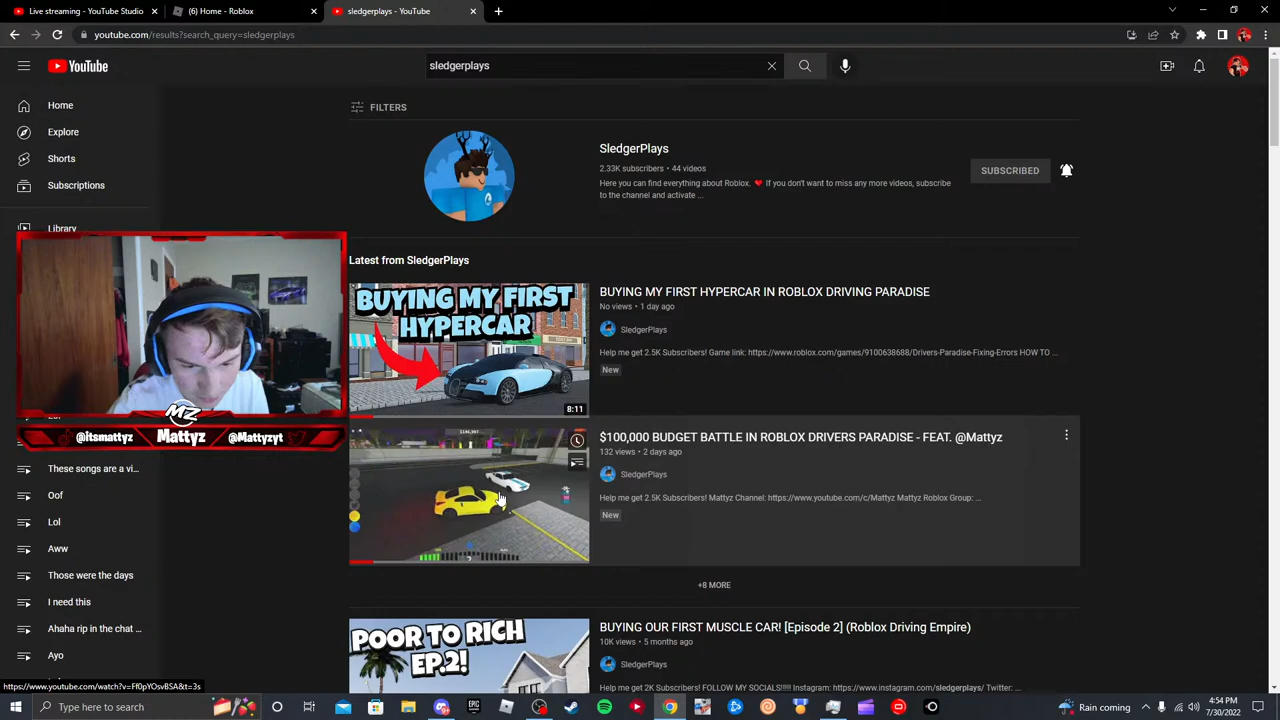 Live streaming - YouTube Studio
Home - Roblox
sledgerplays - YouTube
youtube.com/results?search_query=sledgerplays
YouTube
sledgerplays
Home
Explore
Shorts
Subscriptions
Library
These songs are a vi...
Oof
Lol
Aww
Those were the days
I need this
Ahaha rip in the chat ...
Ayo
FILTERS
SledgerPlays
2.33K subscribers • 44 videos
Here you can find everything about Roblox. ❤️ If you don't want to miss any more videos, subscribe
to the channel and activate ...
SUBSCRIBED
Latest from SledgerPlays
BUYING MY FIRST
HYPERCAR
8:11
BUYING MY FIRST HYPERCAR IN ROBLOX DRIVING PARADISE
No views • 1 day ago
SledgerPlays
Help me get 2.5K Subscribers! Game link: https://www.roblox.com/games/9100638688/Drivers-Paradise-Fixing-Errors HOW TO ...
New
$100,000 BUDGET BATTLE IN ROBLOX DRIVERS PARADISE - FEAT. @Mattyz
132 views • 2 days ago
SledgerPlays
Help me get 2.5K Subscribers! Mattyz Channel: https://www.youtube.com/c/Mattyz Mattyz Roblox Group: ...
New
+8 MORE
POOR TO RICH
EP.2!
BUYING OUR FIRST MUSCLE CAR! [Episode 2] (Roblox Driving Empire)
10K views • 5 months ago
SledgerPlays
Help me get 2K Subscribers! FOLLOW MY SOCIALS!!!!! Instagram: https://www.instagram.com/sledgerplays/ Twitter: ...
MZ
@itsmattyz
Mattyz
@Mattyzyt
https://www.youtube.com/watch?v=Ff0pYOsvBSA&t=3s
Type here to search
EPIC
Rain coming
4:54 PM
7/30/2022